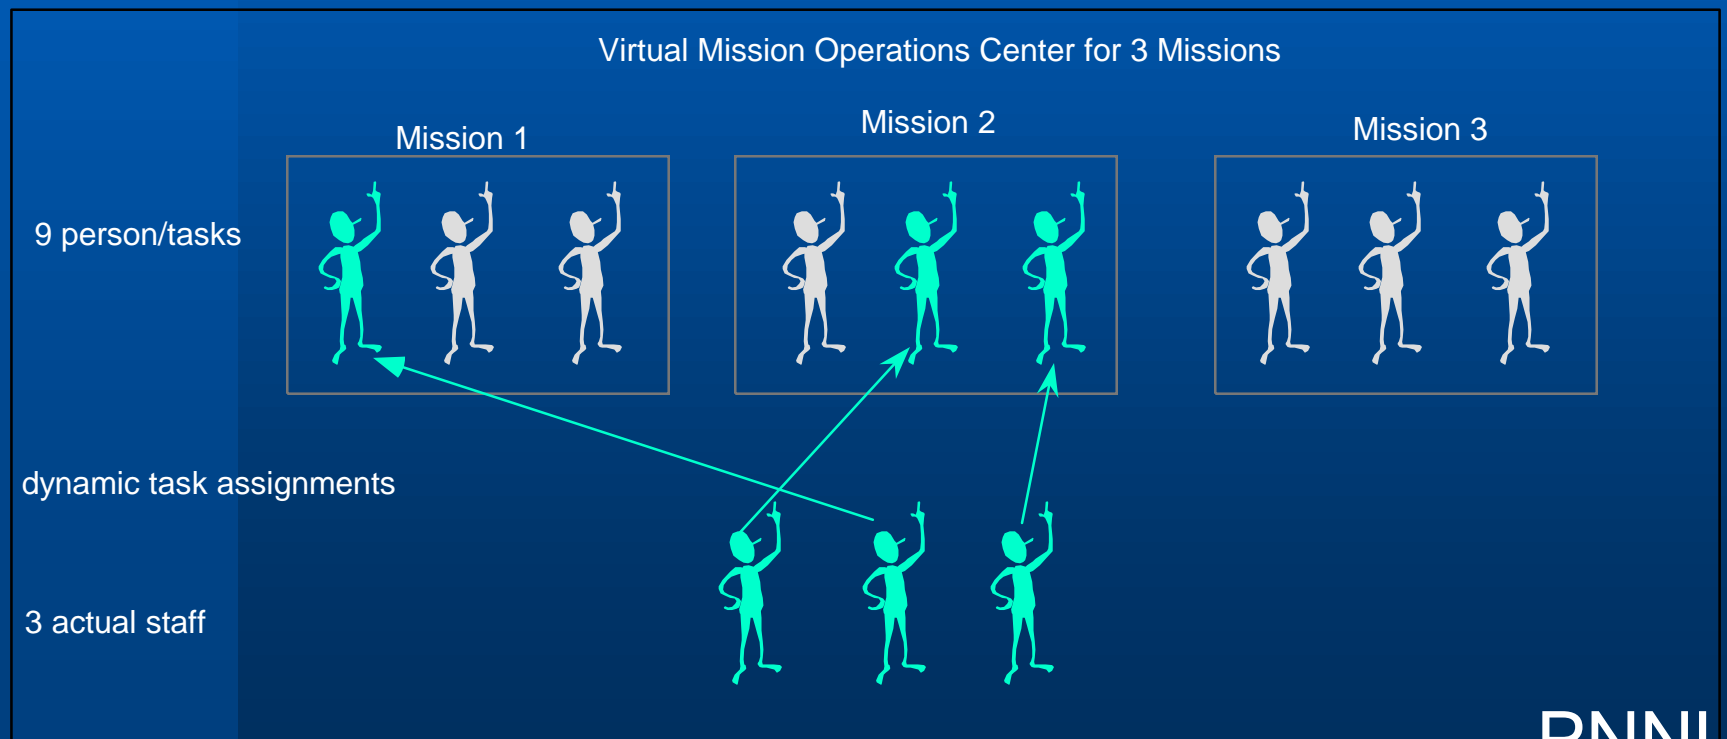 Virtual Mission Operations Center for 3 Missions
Mission 1
Mission 2
Mission 3
9 person/tasks
dynamic task assignments
3 actual staff